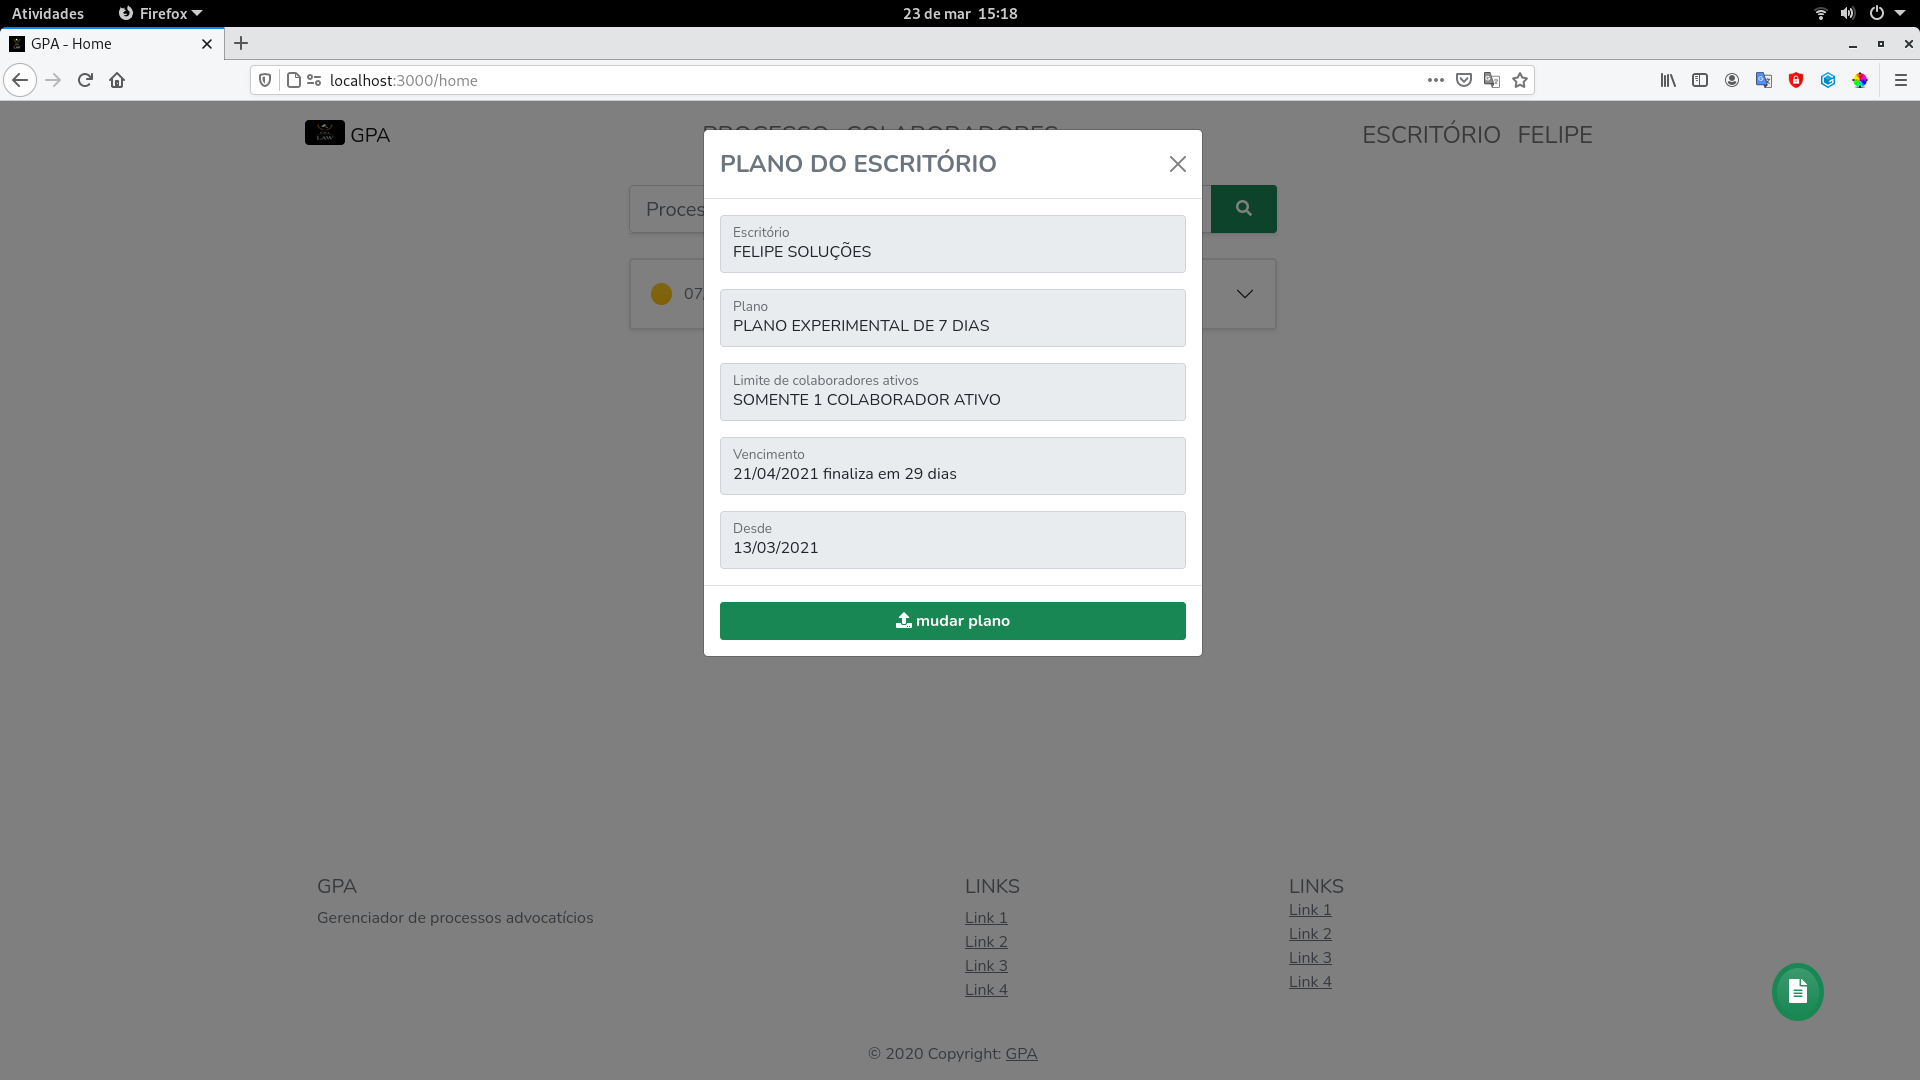 Atividades
Firefox
23 de mar 15:18
GPA - Home
localhost:3000/home
GPA
PROCESSO COLABORADORES
ESCRITÓRIO FELIPE
PLANO DO ESCRITÓRIO
Proces
Escritório
FELIPE SOLUÇÕES
07
Plano
PLANO EXPERIMENTAL DE 7 DIAS
Limite de colaboradores ativos
SOMENTE 1 COLABORADOR ATIVO
Vencimento
21/04/2021 finaliza em 29 dias
Desde
13/03/2021
mudar plano
GPA
Gerenciador de processos advocatícios
LINKS
Link 1
Link 2
Link 3
Link 4
LINKS
Link 1
Link 2
Link 3
Link 4
© 2020 Copyright: GPA